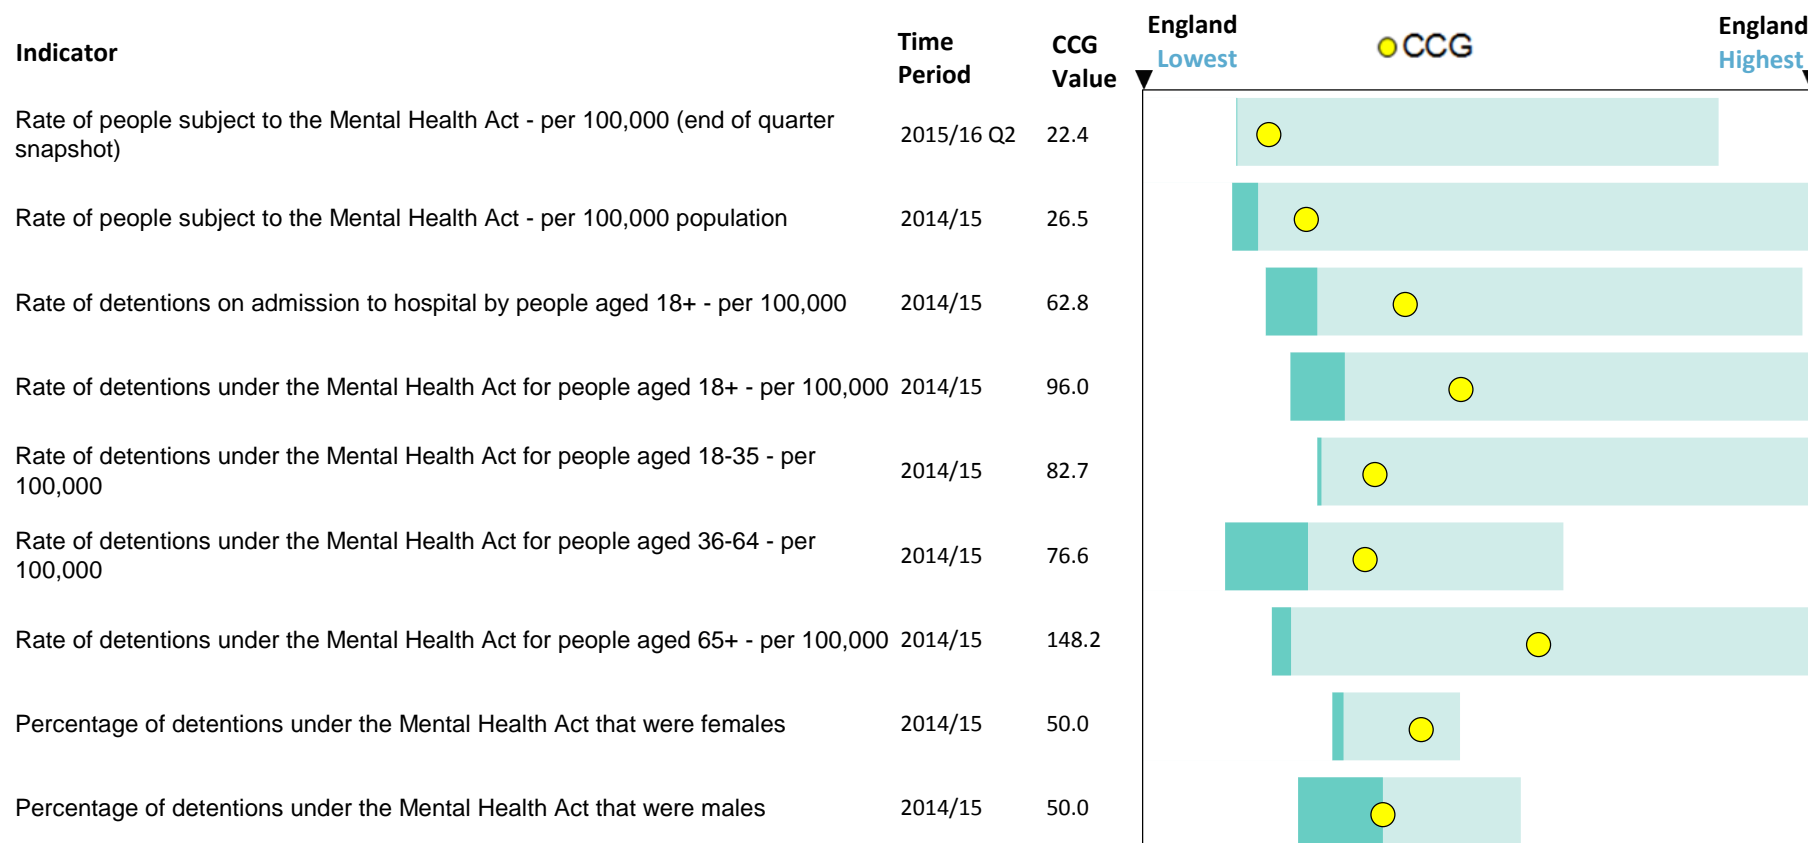 Indicator
Time
Period
CCG
Value
England
Lowest
CCG
England
Highest
Rate of people subject to the Mental Health Act - per 100,000 (end of quarter
snapshot)
2015/16 Q2
22.4
Rate of people subject to the Mental Health Act - per 100,000 population
2014/15
26.5
Rate of detentions on admission to hospital by people aged 18+ - per 100,000
2014/15
62.8
Rate of detentions under the Mental Health Act for people aged 18+ - per 100,000
2014/15
96.0
Rate of detentions under the Mental Health Act for people aged 18-35 - per
100,000
2014/15
82.7
Rate of detentions under the Mental Health Act for people aged 36-64 - per
100,000
2014/15
76.6
Rate of detentions under the Mental Health Act for people aged 65+ - per 100,000
2014/15
148.2
Percentage of detentions under the Mental Health Act that were females
2014/15
50.0
Percentage of detentions under the Mental Health Act that were males
2014/15
50.0